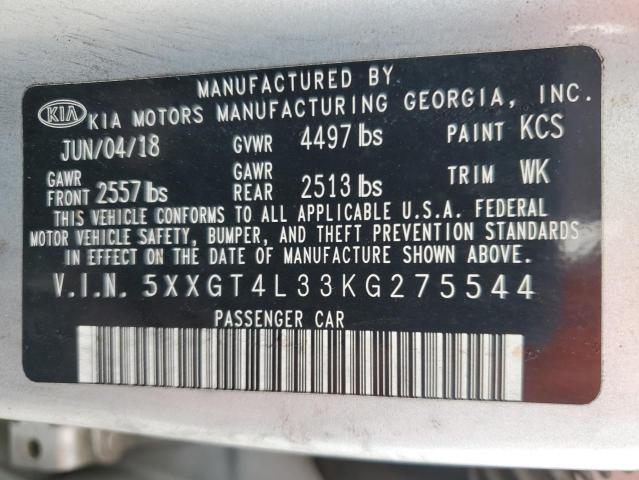 MANUFACTURED BY
KIA KIA MOTORS MANUFACTURING GEORGIA, INC.
JUN/04/18 GVWR 4497 lbs PAINT KCS
GAWR FRONT 2557 lbs GAWR REAR 2513 lbs TRIM WK
THIS VEHICLE CONFORMS TO ALL APPLICABLE U.S.A. FEDERAL
MOTOR VEHICLE SAFETY, BUMPER, AND THEFT PREVENTION STANDARDS
IN EFFECT ON THE DATE OF MANUFACTURE SHOWN ABOVE.
V.I.N. 5XXGT4L33KG275544
PASSENGER CAR